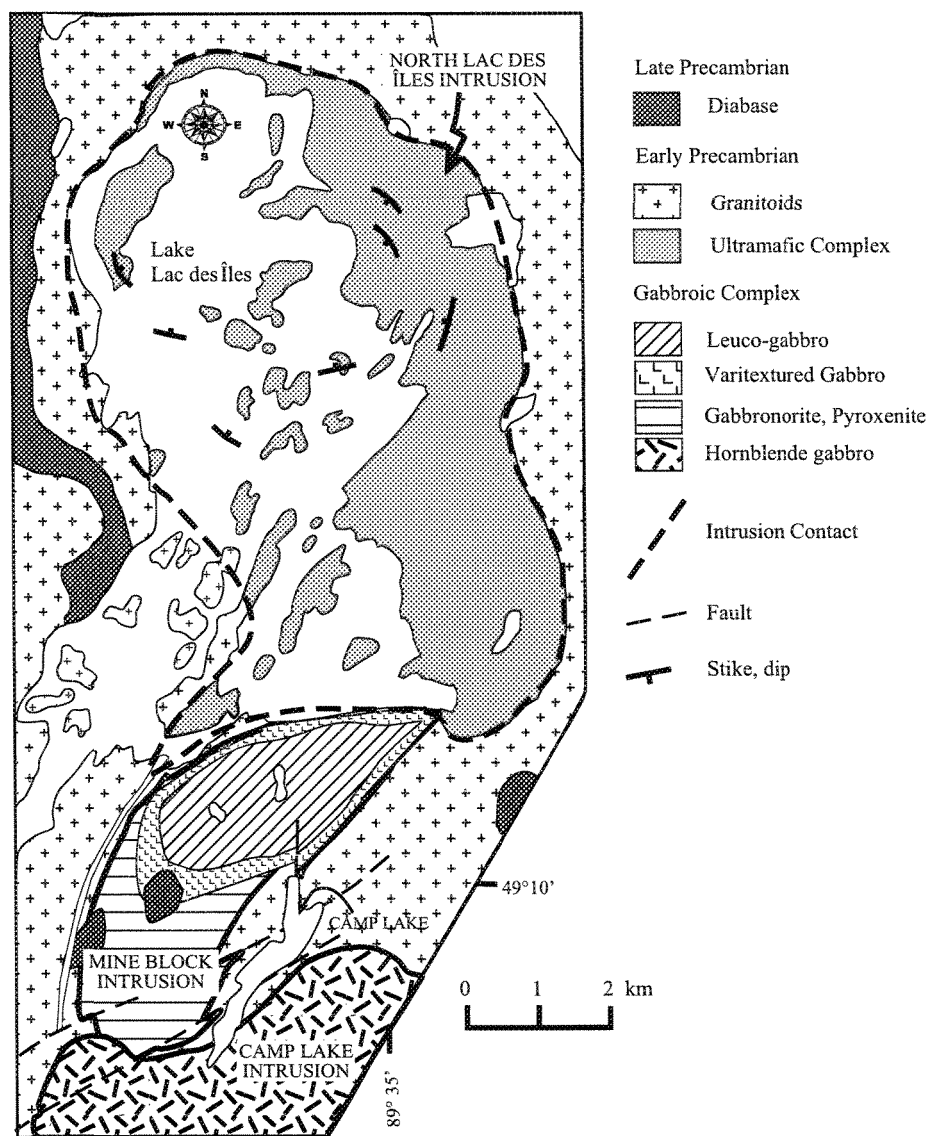 NORTH LAC DES
ÎLES INTRUSION
N
W E
S
Lake
Lac des Îles
CAMP LAKE
MINE BLOCK
INTRUSION
CAMP LAKE
INTRUSION
49°10'
89° 35'
0 1 2 km
Late Precambrian
Diabase
Early Precambrian
Granitoids
Ultramafic Complex
Gabbroic Complex
Leuco-gabbro
Varitextured Gabbro
Gabbronorite, Pyroxenite
Hornblende gabbro
Intrusion Contact
Fault
Stike, dip